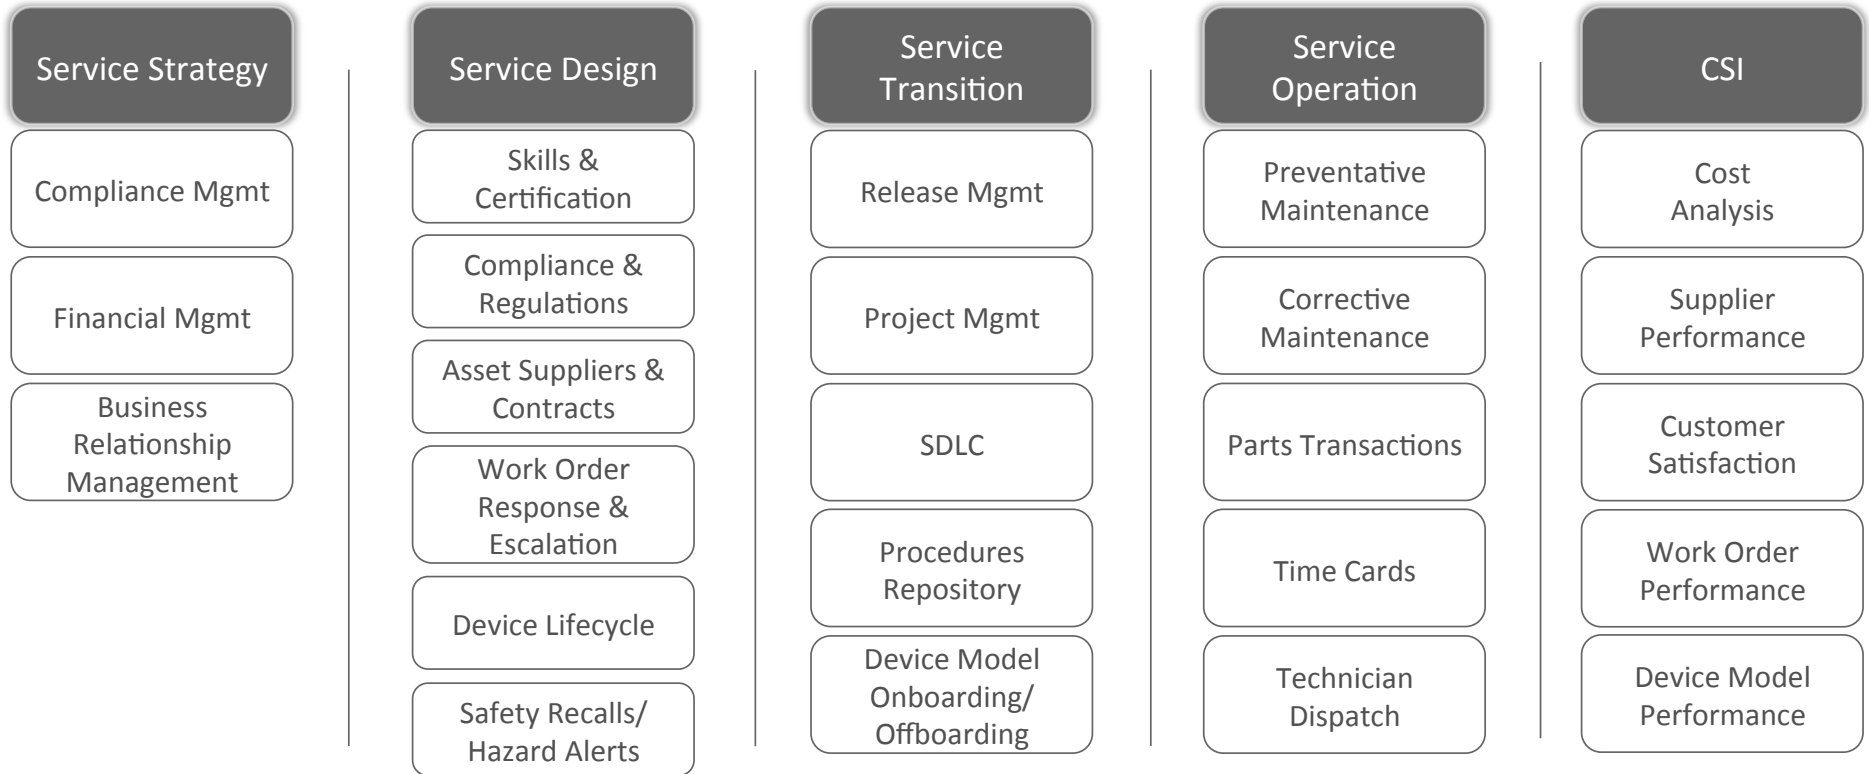 Service Strategy
Compliance Mgmt
Financial Mgmt
Business
Relationship
Management
Service Design
Skills &
Certification
Compliance &
Regulations
Asset Suppliers &
Contracts
Work Order
Response &
Escalation
Device Lifecycle
Safety Recalls/
Hazard Alerts
Service
Transition
Release Mgmt
Project Mgmt
SDLC
Procedures
Repository
Device Model
Onboarding/
Offboarding
Service
Operation
Preventative
Maintenance
Corrective
Maintenance
Parts Transactions
Time Cards
Technician
Dispatch
CSI
Cost
Analysis
Supplier
Performance
Customer
Satisfaction
Work Order
Performance
Device Model
Performance